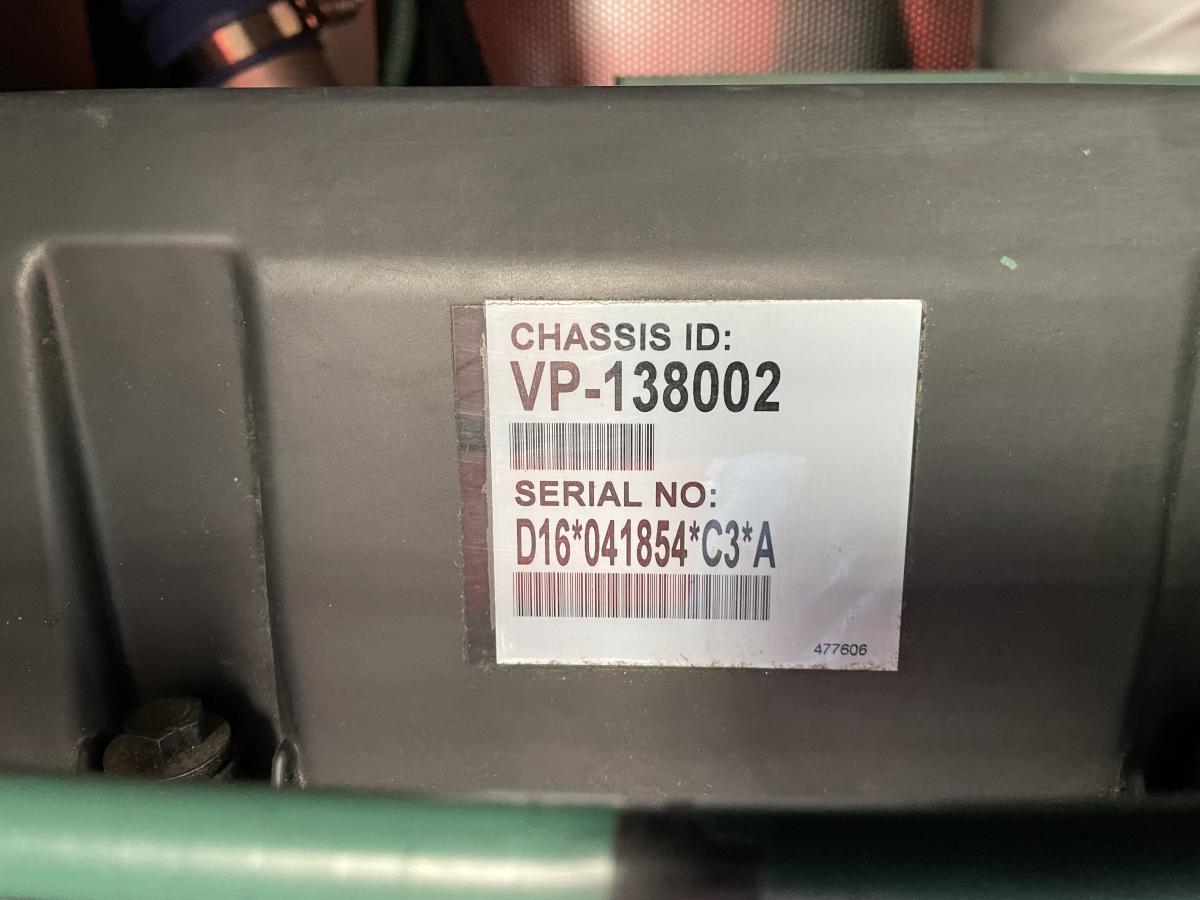 CHASSIS ID:
VP-138002
SERIAL NO:
D16*041854*C3*A
477606